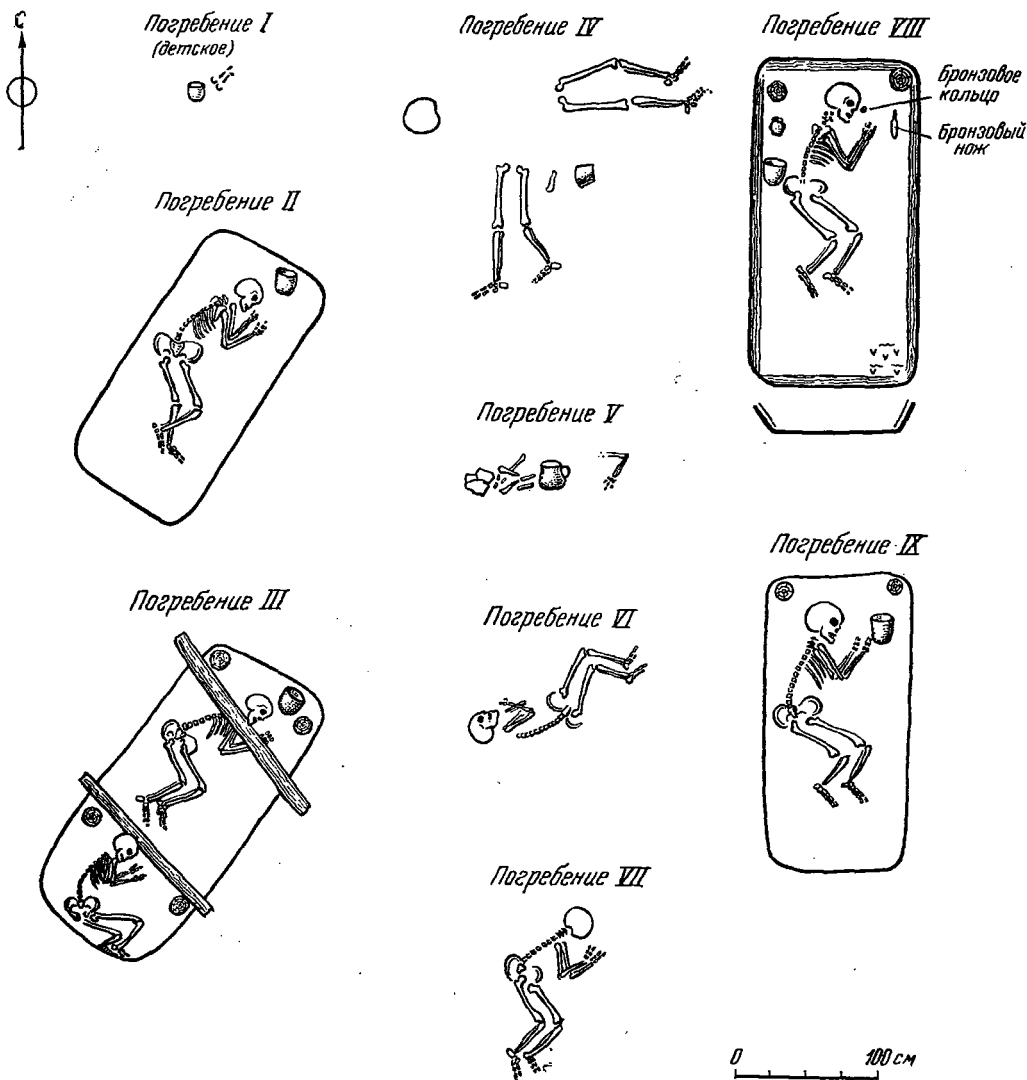 С
Погребение I
(детское)
Погребение II
Погребение III
Погребение IV
Погребение V
Погребение VI
Погребение VII
Погребение VIII
Бронзовое
кольцо
Бронзовый
нож
Погребение IX
0 100 см